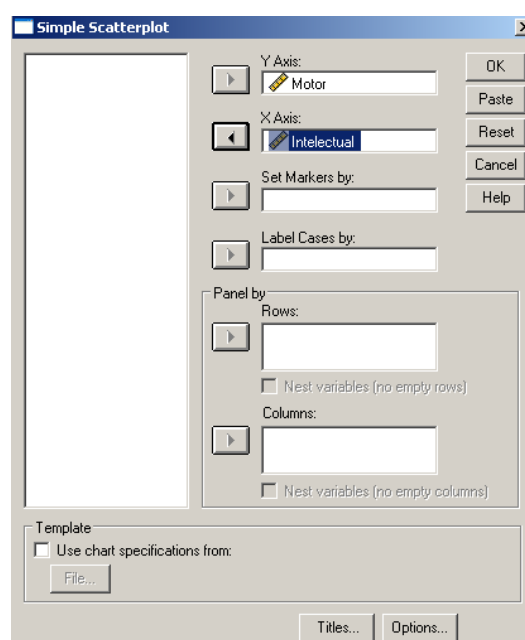 Simple Scatterplot
Y Axis:
Motor
X Axis:
Intelectual
Set Markers by:
Label Cases by:
OK
Paste
Reset
Cancel
Help
Panel by
Rows:
Nest variables (no empty rows)
Columns:
Nest variables (no empty columns)
Template
Use chart specifications from:
File...
Titles...
Options...